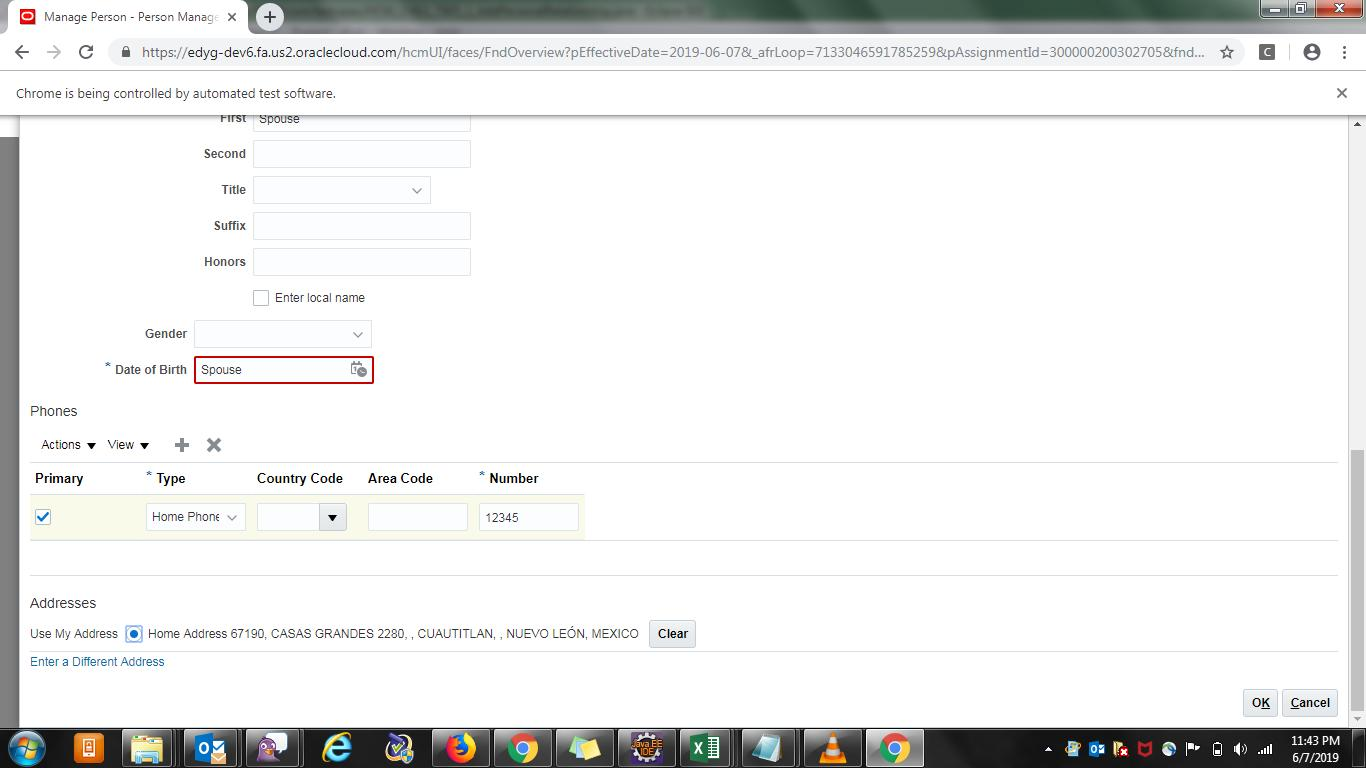 Manage Person - Person Manage
https://edyg-dev6.fa.us2.oraclecloud.com/hcmUI/faces/FndOverview?pEffectiveDate=2019-06-07&_afrLoop=7133046591785259&pAssignmentId=300000200302705&fnd...
C
Chrome is being controlled by automated test software.
First Spouse
Second
Title
Suffix
Honors
Enter local name
Gender
* Date of Birth Spouse
Phones
Actions View
Primary * Type Country Code Area Code * Number
Home Phone 12345
Addresses
Use My Address Home Address 67190, CASAS GRANDES 2280, , CUAUTITLAN, , NUEVO LEÓN, MEXICO Clear
Enter a Different Address
OK Cancel
Java EE
IDE
11:43 PM
6/7/2019